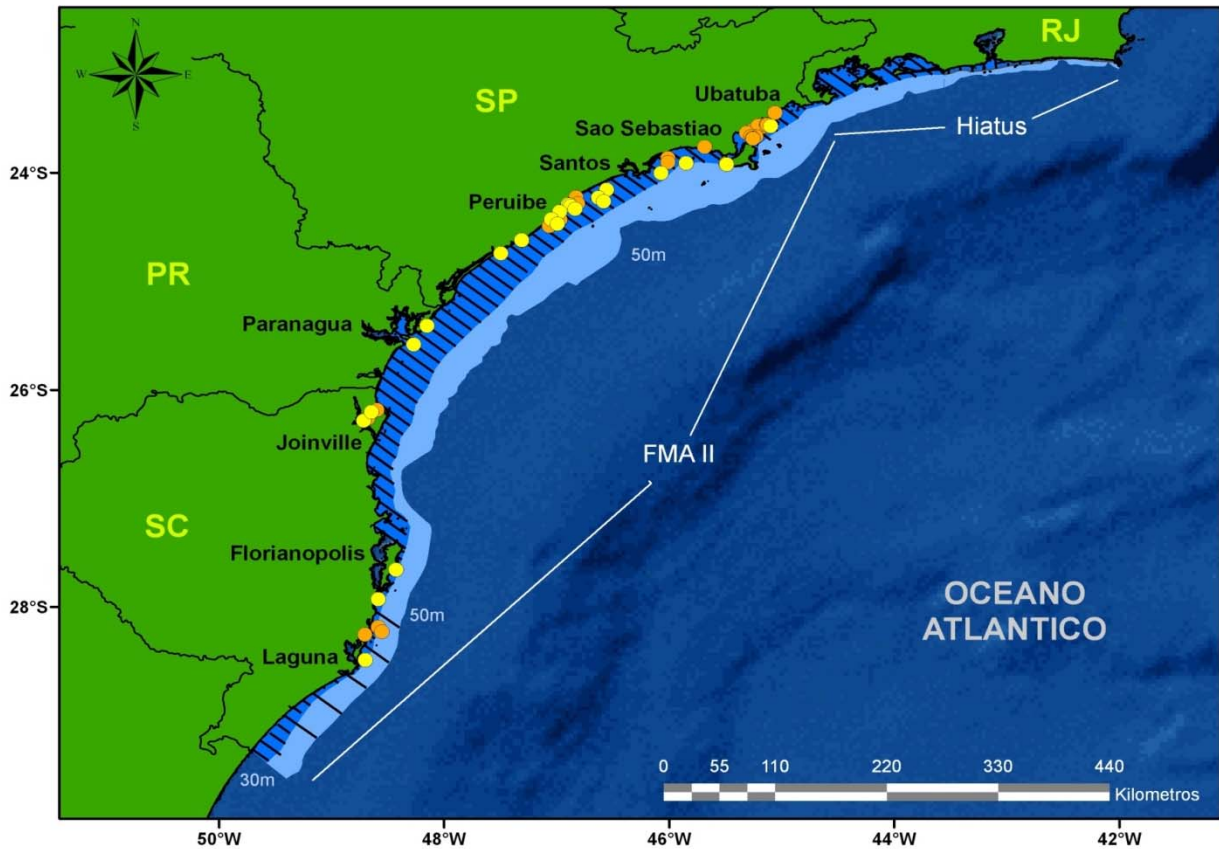 N
W E
S
RJ
SP
Ubatuba
Sao Sebastiao
Hiatus
Santos
24°S
Peruibe
50m
PR
Paranagua
26°S
Joinville
FMA II
SC
Florianopolis
28°S
50m
OCEANO
ATLANTICO
Laguna
30m
0 55 110 220 330 440
Kilometros
50°W 48°W 46°W 44°W 42°W